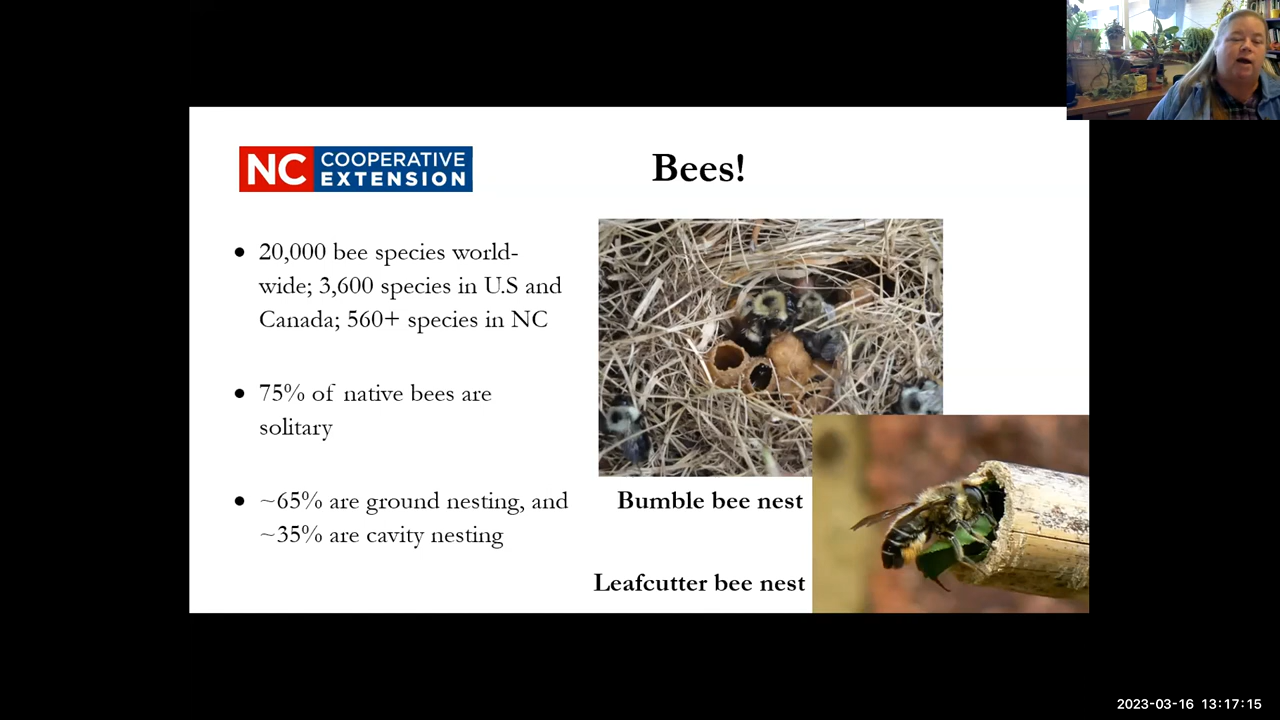 NC COOPERATIVE
EXTENSION
Bees!
• 20,000 bee species world-
wide; 3,600 species in U.S and
Canada; 560+ species in NC
• 75% of native bees are
solitary
• ~65% are ground nesting, and
~35% are cavity nesting
Bumble bee nest
Leafcutter bee nest
2023-03-16 13:17:15